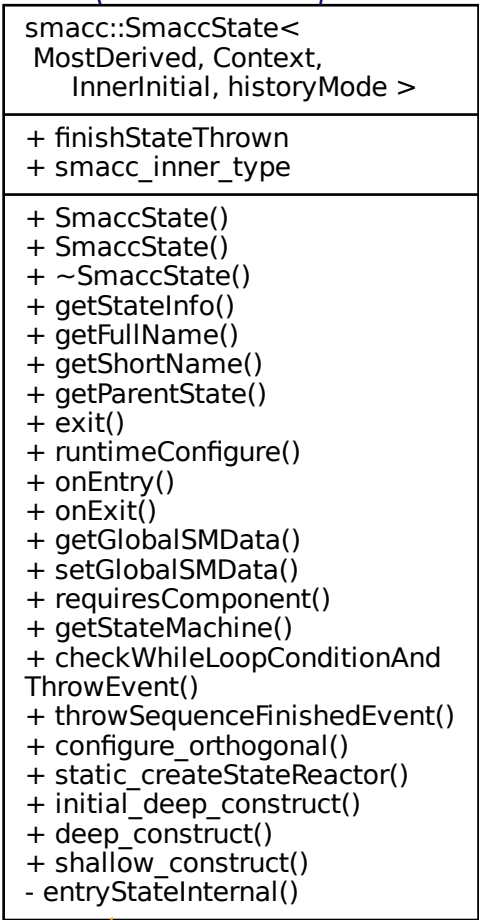 smacc::SmaccState<
MostDerived, Context,
InnerInitial, historyMode >
+ finishStateThrown
+ smacc_inner_type
+ SmaccState()
+ SmaccState()
+ ~SmaccState()
+ getStateInfo()
+ getFullName()
+ getShortName()
+ getParentState()
+ exit()
+ runtimeConfigure()
+ onEntry()
+ onExit()
+ getGlobalSMData()
+ setGlobalSMData()
+ requiresComponent()
+ getStateMachine()
+ checkWhileLoopConditionAnd
ThrowEvent()
+ throwSequenceFinishedEvent()
+ configure_orthogonal()
+ static_createStateReactor()
+ initial_deep_construct()
+ deep_construct()
+ shallow_construct()
- entryStateInternal()